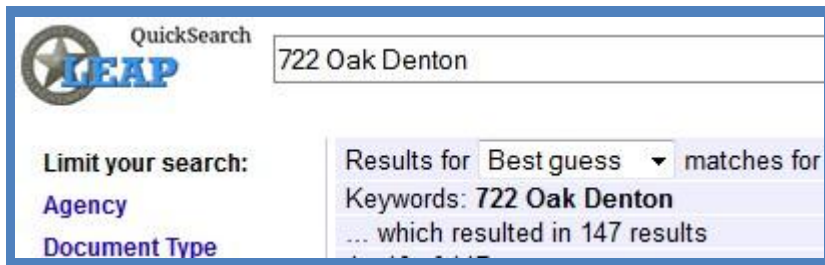 QuickSearch
LEAP
722 Oak Denton
Limit your search:
Agency
Document Type
Results for Best guess matches for
Keywords: 722 Oak Denton
... which resulted in 147 results